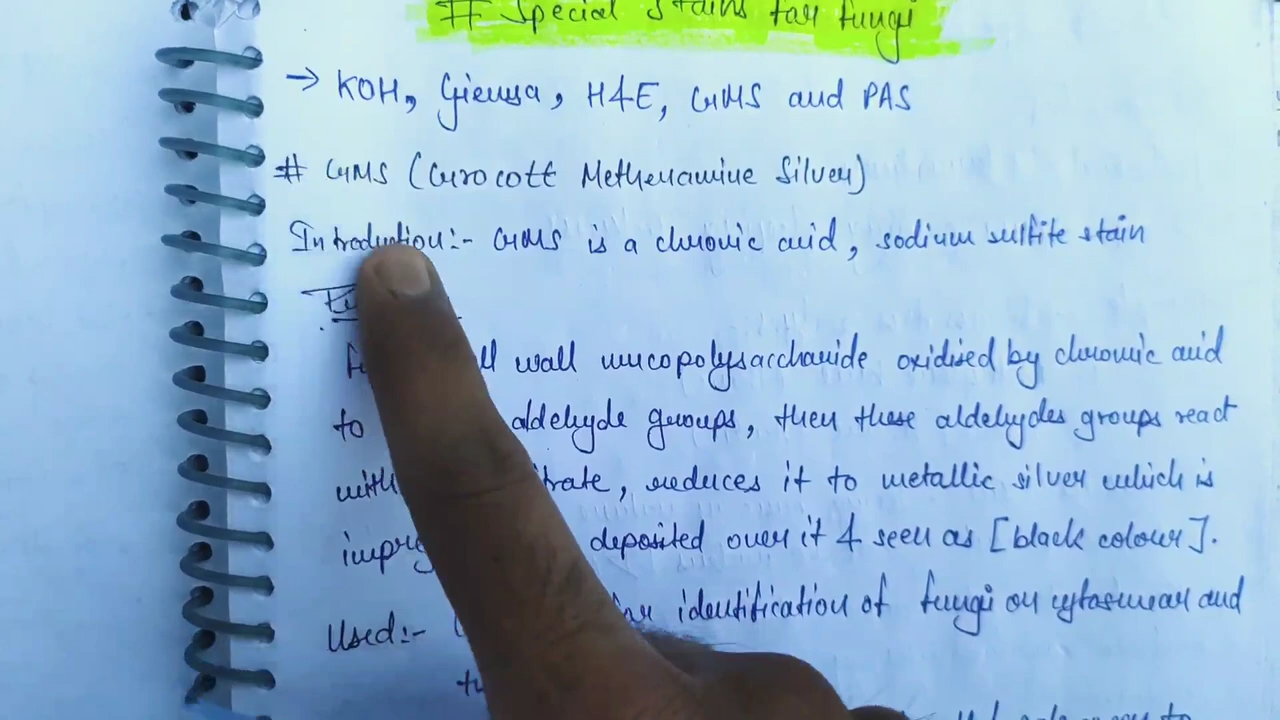 # Special stains for fungi
→ KOH, Giemsa, H&E, GMS and PAS
# GMS (Grocott Methenamine Silver)
Introduction:- GMS is a chromic acid, sodium sulfite stain
wall mucopolysaccharide oxidised by chromic acid
to aldehyde groups, then these aldehydes groups react
with reduces it to metallic silver which is
deposited over it & seen as [black colour].
Used:- for identification of fungi on cytosmear and